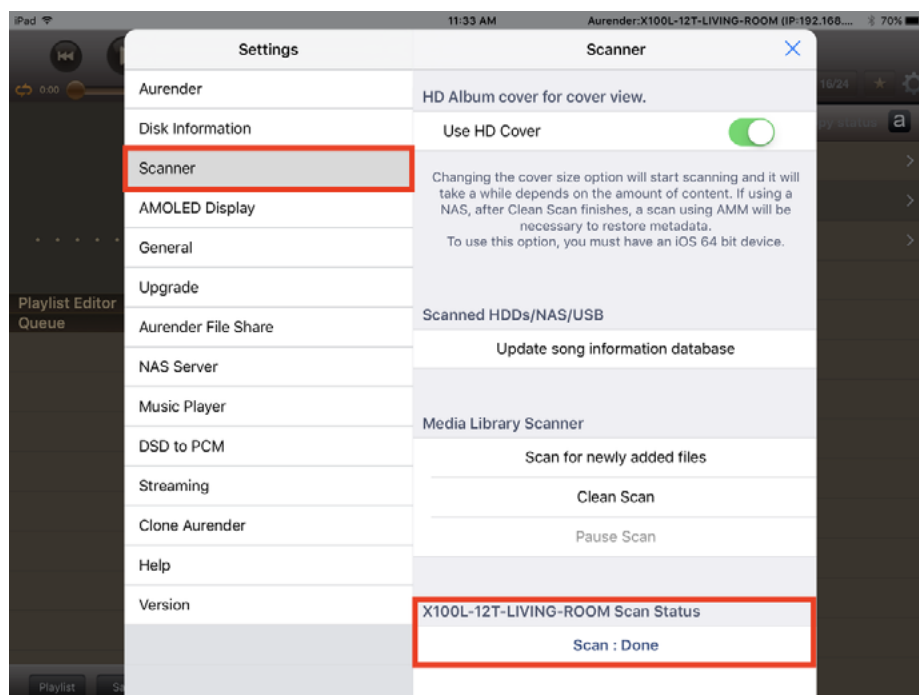 iPad 11:33 AM Aurender:X100L-12T-LIVING-ROOM (IP:192.168.... 70%
Settings
Scanner
0:00
16/24
Aurender
Disk Information
Scanner
AMOLED Display
General
Upgrade
Aurender File Share
NAS Server
Music Player
DSD to PCM
Streaming
Clone Aurender
Help
Version
HD Album cover for cover view.
Use HD Cover
Changing the cover size option will start scanning and it will
take a while depends on the amount of content. If using a
NAS, after Clean Scan finishes, a scan using AMM will be
necessary to restore metadata.
To use this option, you must have an iOS 64 bit device.
Scanned HDDs/NAS/USB
Update song information database
Media Library Scanner
Scan for newly added files
Clean Scan
Pause Scan
X100L-12T-LIVING-ROOM Scan Status
Scan : Done
a
Playlist Editor
Queue
Playlist